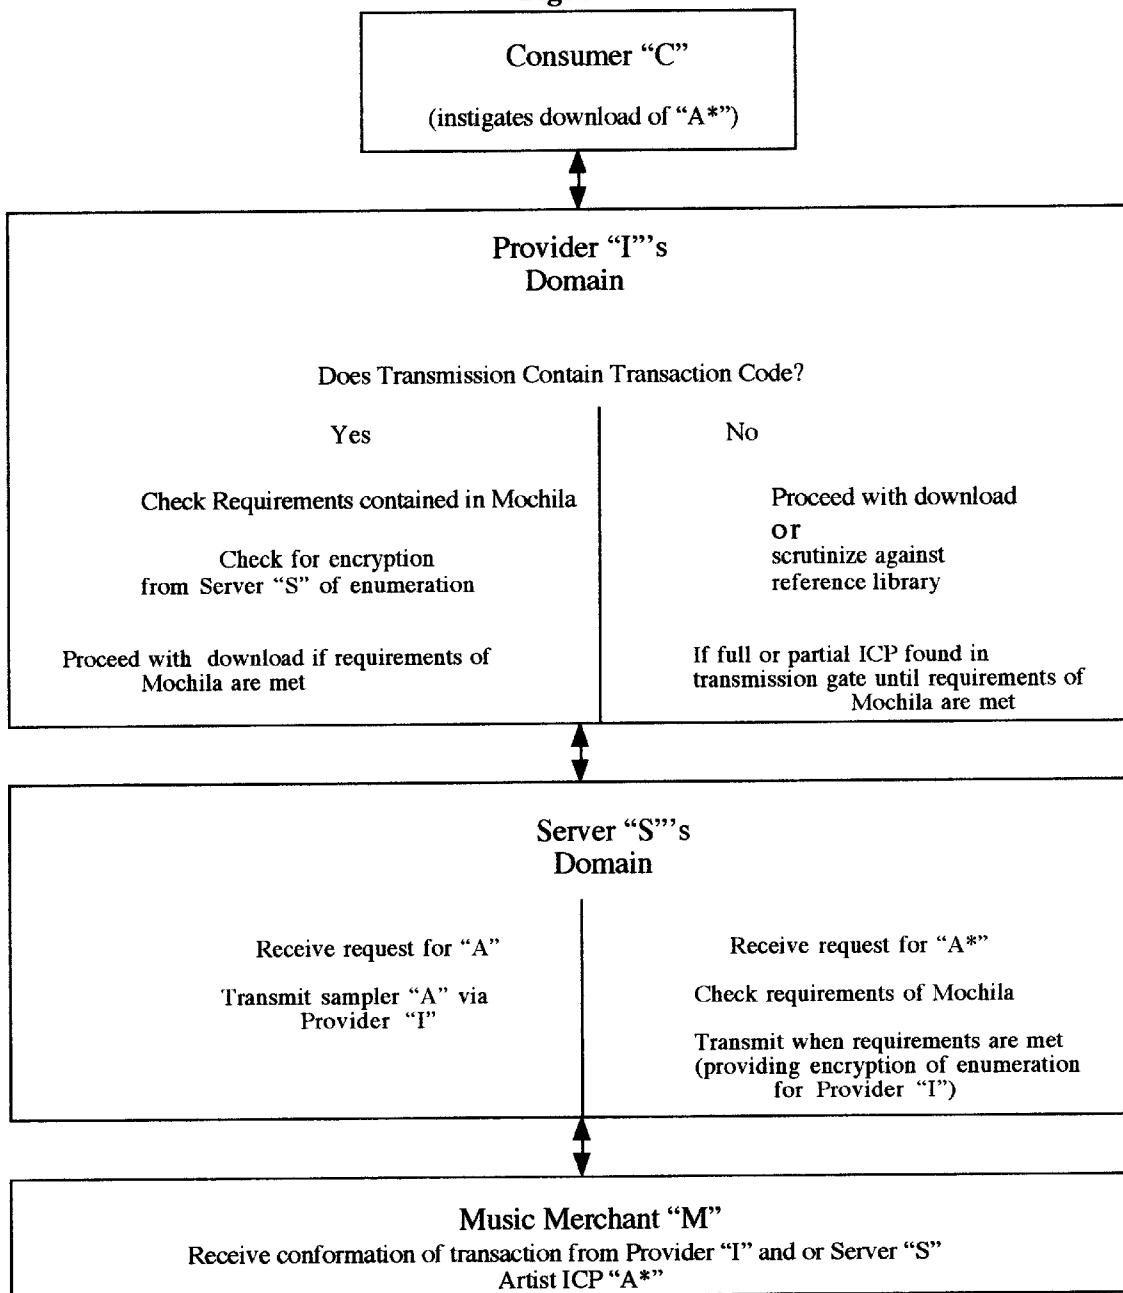 Consumer “C”
(instigates download of “A*”)
Provider “I”’s
Domain
Does Transmission Contain Transaction Code?
Yes
Check Requirements contained in Mochila
Check for encryption
from Server “S” of enumeration
Proceed with download if requirements of
Mochila are met
No
Proceed with download
or
scrutinize against
reference library
If full or partial ICP found in
transmission gate until requirements of
Mochila are met
Server “S”’s
Domain
Receive request for “A”
Transmit sampler “A” via
Provider “I”
Receive request for “A*”
Check requirements of Mochila
Transmit when requirements are met
(providing encryption of enumeration
for Provider “I”)
Music Merchant “M”
Receive conformation of transaction from Provider “I” and or Server “S”
Artist ICP “A*”